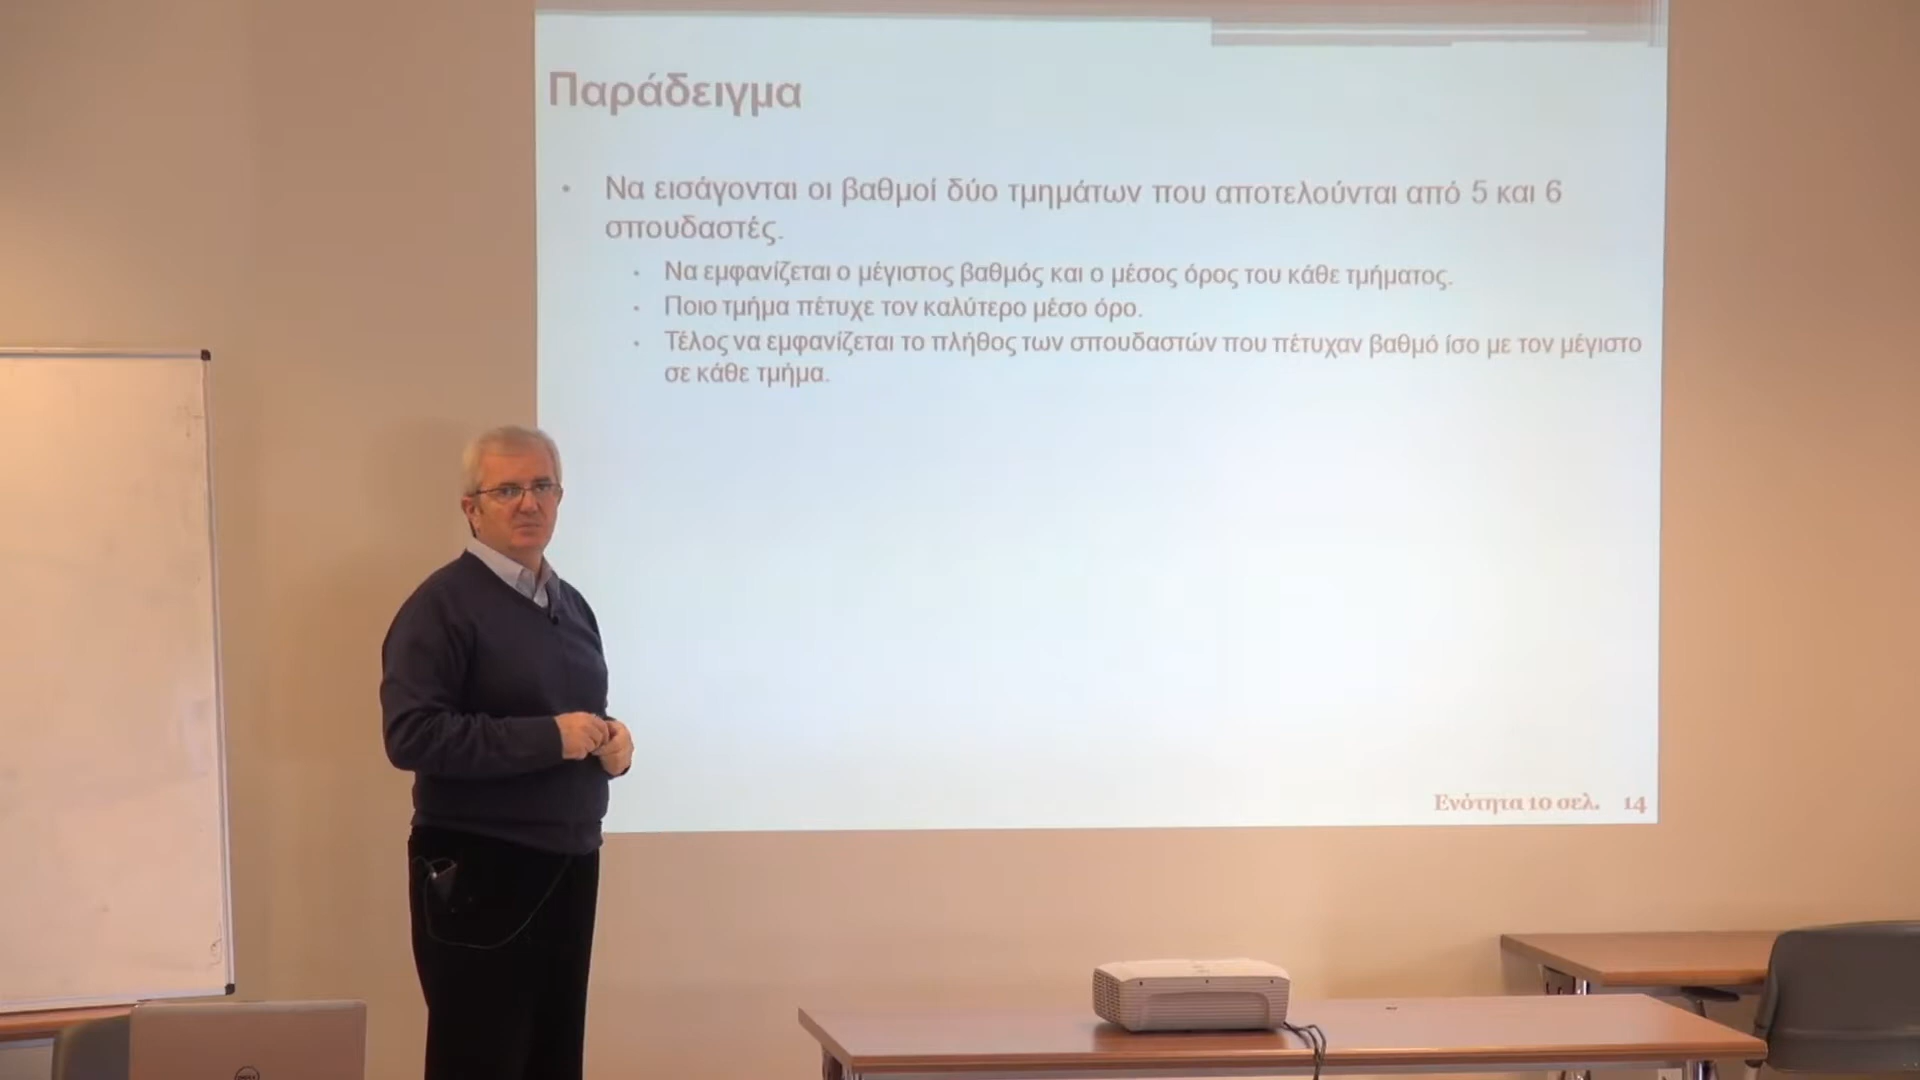 Παράδειγμα
• Να εισάγονται οι βαθμοί δύο τμημάτων που αποτελούνται από 5 και 6
σπουδαστές.
• Να εμφανίζεται ο μέγιστος βαθμός και ο μέσος όρος του κάθε τμήματος.
• Ποιο τμήμα πέτυχε τον καλύτερο μέσο όρο.
• Τέλος να εμφανίζεται το πλήθος των σπουδαστών που πέτυχαν βαθμό ίσο με τον μέγιστο
σε κάθε τμήμα.
Ενότητα 10 σελ. 14
DELL